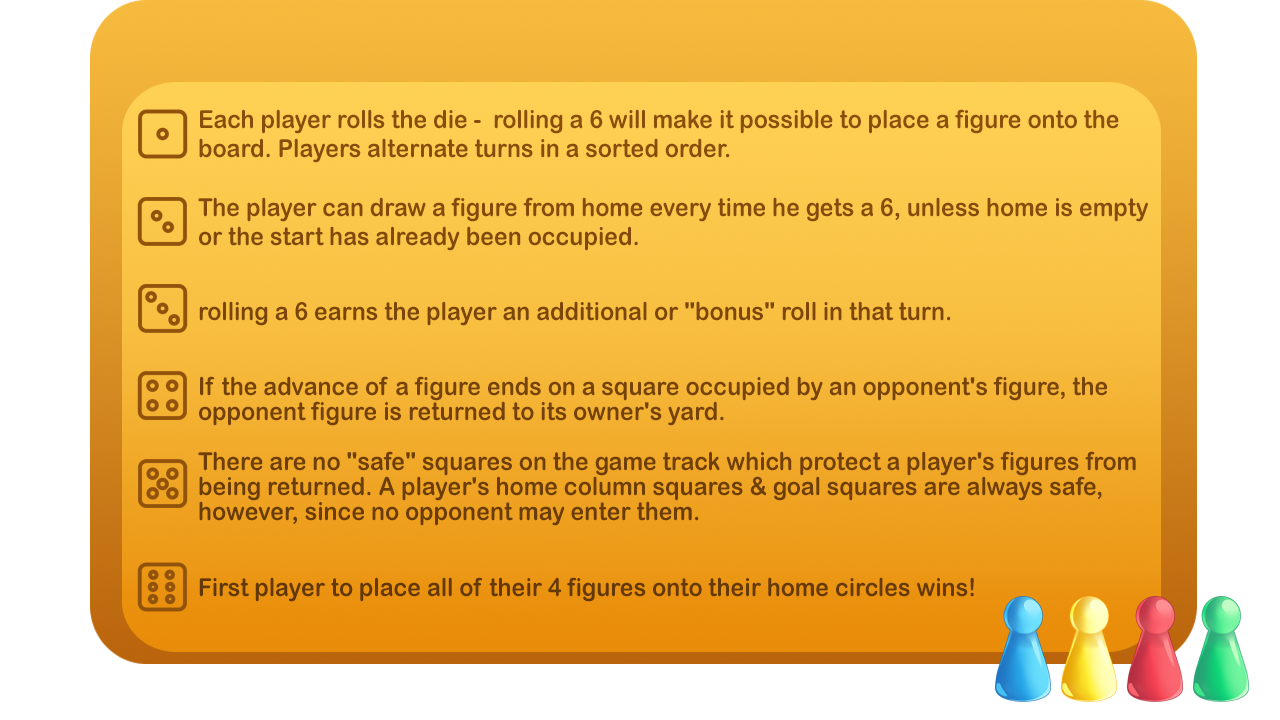 Each player rolls the die -  rolling a 6 will make it possible to place a figure onto the
board. Players alternate turns in a sorted order.
The player can draw a figure from home every time he gets a 6, unless home is empty
or the start has already been occupied.
rolling a 6 earns the player an additional or "bonus" roll in that turn.
If the advance of a figure ends on a square occupied by an opponent's figure, the
opponent figure is returned to its owner's yard.
There are no "safe" squares on the game track which protect a player's figures from
being returned. A player's home column squares & goal squares are always safe,
however, since no opponent may enter them.
First player to place all of their 4 figures onto their home circles wins!